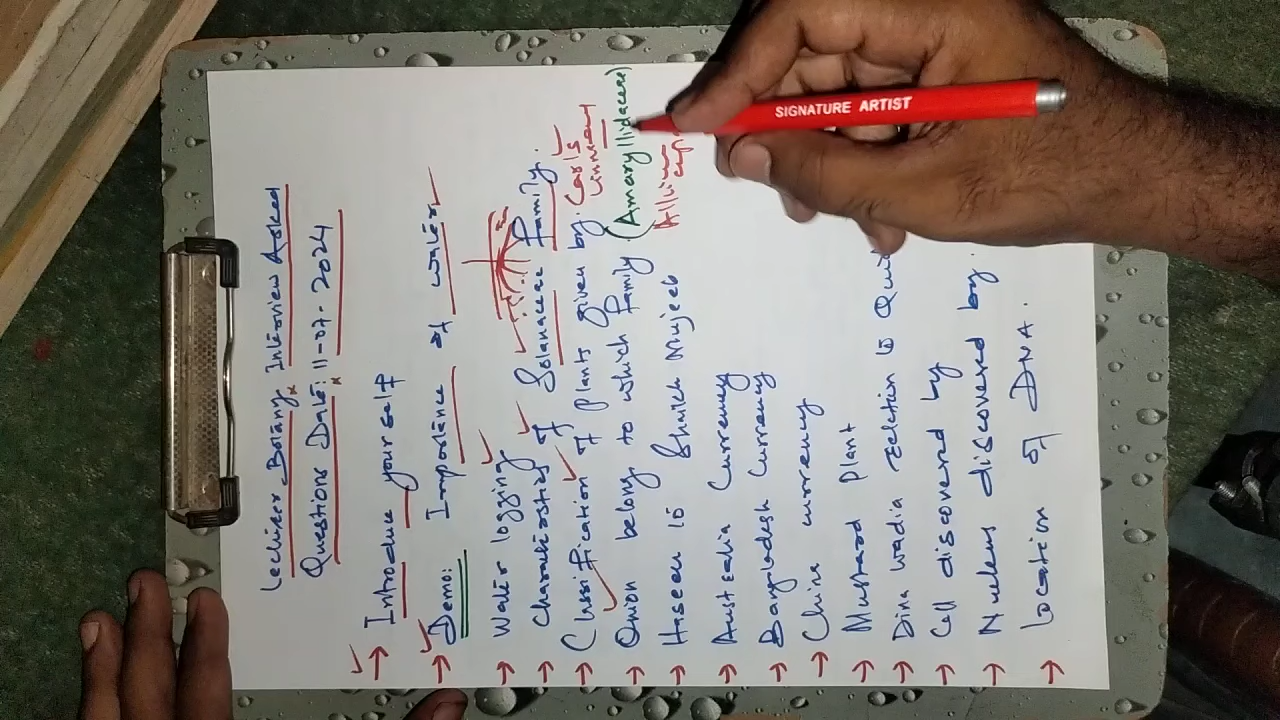 Lecturer Botany Interview Asked
Questions Date: 11-07-2024
→ Introduce yourself
→ Demo: Importance of water
→ Water logging
→ Characteristics of Solanaceae Family.
→ Classification of Plants given by. Carls
Linnaeus
→ Onion belong to which Family (Amaryllidaceae)
Allium
→ Haseen is Shaikh Mujeeb
→ Australia Currency
→ Bangladesh Currency
→ China currency
→ Mustard Plant
→ Dina wadia relation to
→ Cell discovered by
→ Nucleus discovered by.
→ Location of DNA.
SIGNATURE ARTIST